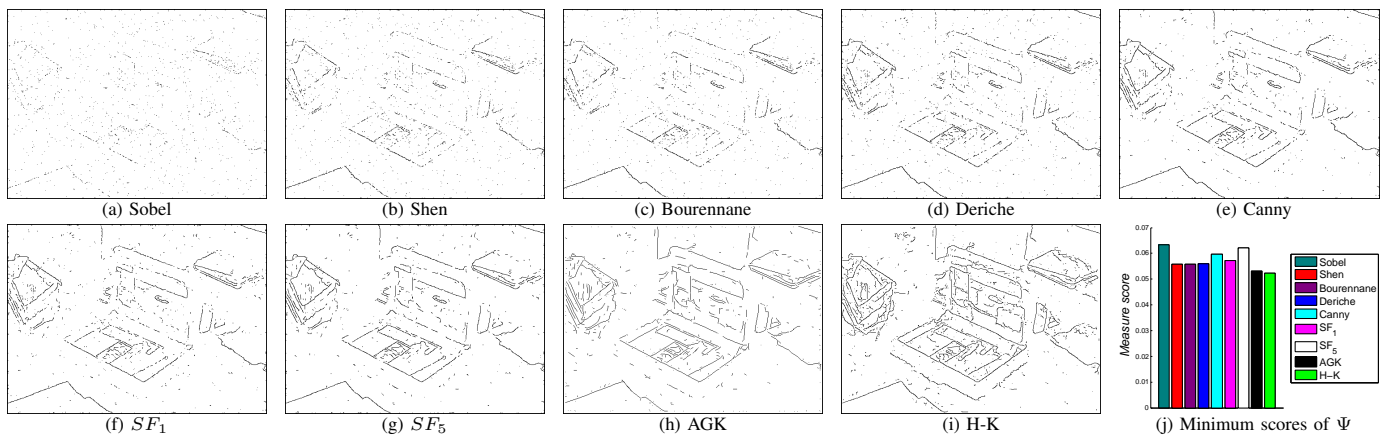 (a) Sobel
(b) Shen
(c) Bourennane
(d) Deriche
(e) Canny
(f) SF1
(g) SF5
(h) AGK
(i) H-K
0.07
0.06
0.05
0.04
0.03
0.02
0.01
0
Measure score
Sobel
Shen
Bourennane
Deriche
Canny
SF1
SF5
AGK
H-K
(j) Minimum scores of Ψ